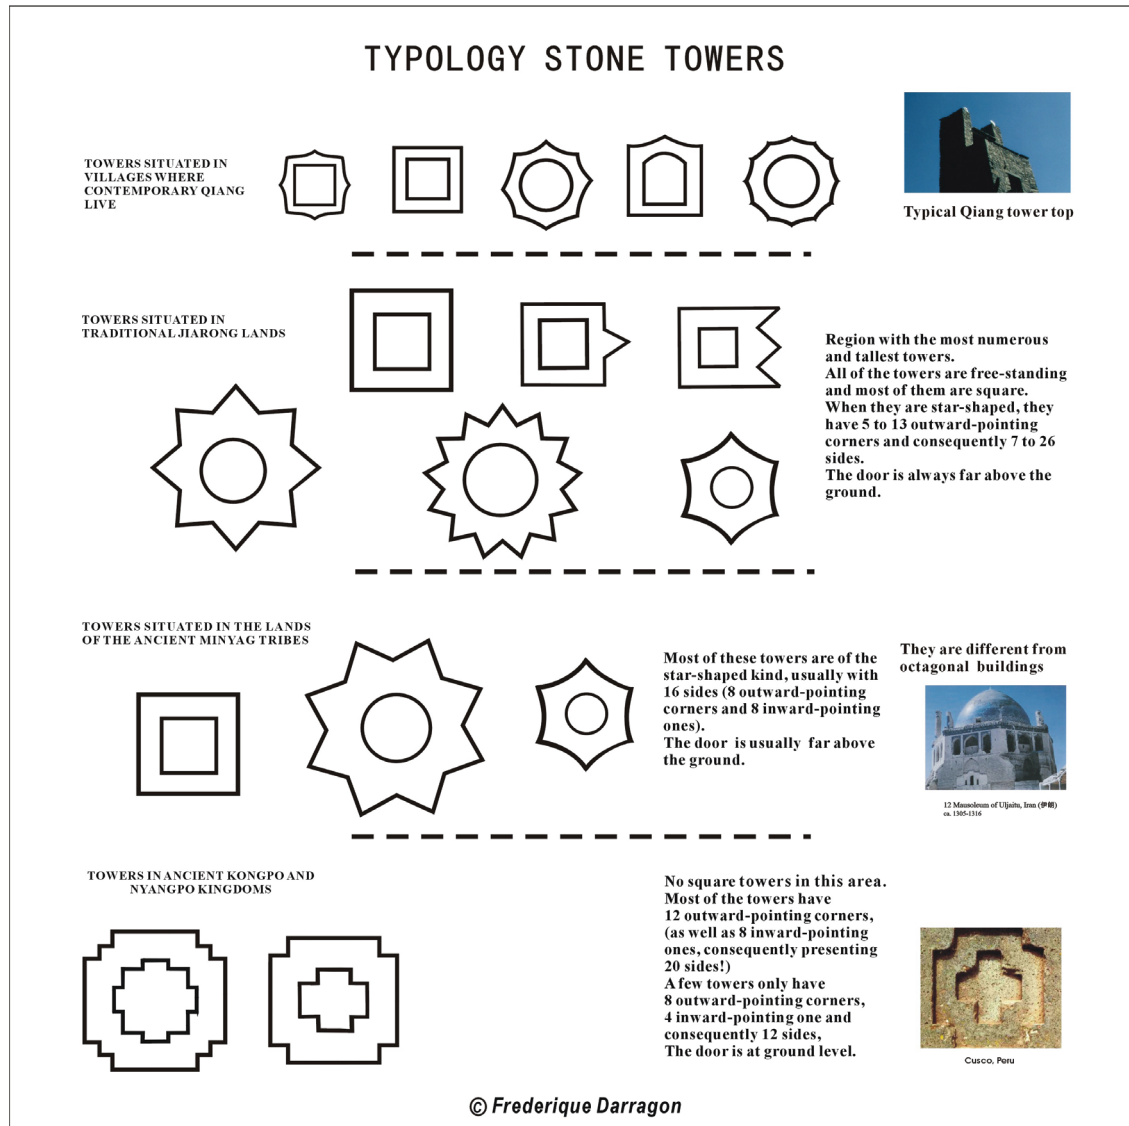 TYPOLOGY STONE TOWERS
TOWERS SITUATED IN
VILLAGES WHERE
CONTEMPORARY QIANG
LIVE
Typical Qiang tower top
TOWERS SITUATED IN
TRADITIONAL JIARONG LANDS
Region with the most numerous
and tallest towers.
All of the towers are free-standing
and most of them are square.
When they are star-shaped, they
have 5 to 13 outward-pointing
corners and consequently 7 to 26
sides.
The door is always far above the
ground.
TOWERS SITUATED IN THE LANDS
OF THE ANCIENT MINYAG TRIBES
Most of these towers are of the
star-shaped kind, usually with
16 sides (8 outward-pointing
corners and 8 inward-pointing
ones).
The door is usually far above
the ground.
They are different from
octagonal buildings
12 Mausoleum of Uljaitu, Iran (伊朗)
ca. 1305-1316
TOWERS IN ANCIENT KONGPO AND
NYANGPO KINGDOMS
No square towers in this area.
Most of the towers have
12 outward-pointing corners,
(as well as 8 inward-pointing
ones, consequently presenting
20 sides!)
A few towers only have
8 outward-pointing corners,
4 inward-pointing one and
consequently 12 sides,
The door is at ground level.
Cusco, Peru
© Frederique Darragon